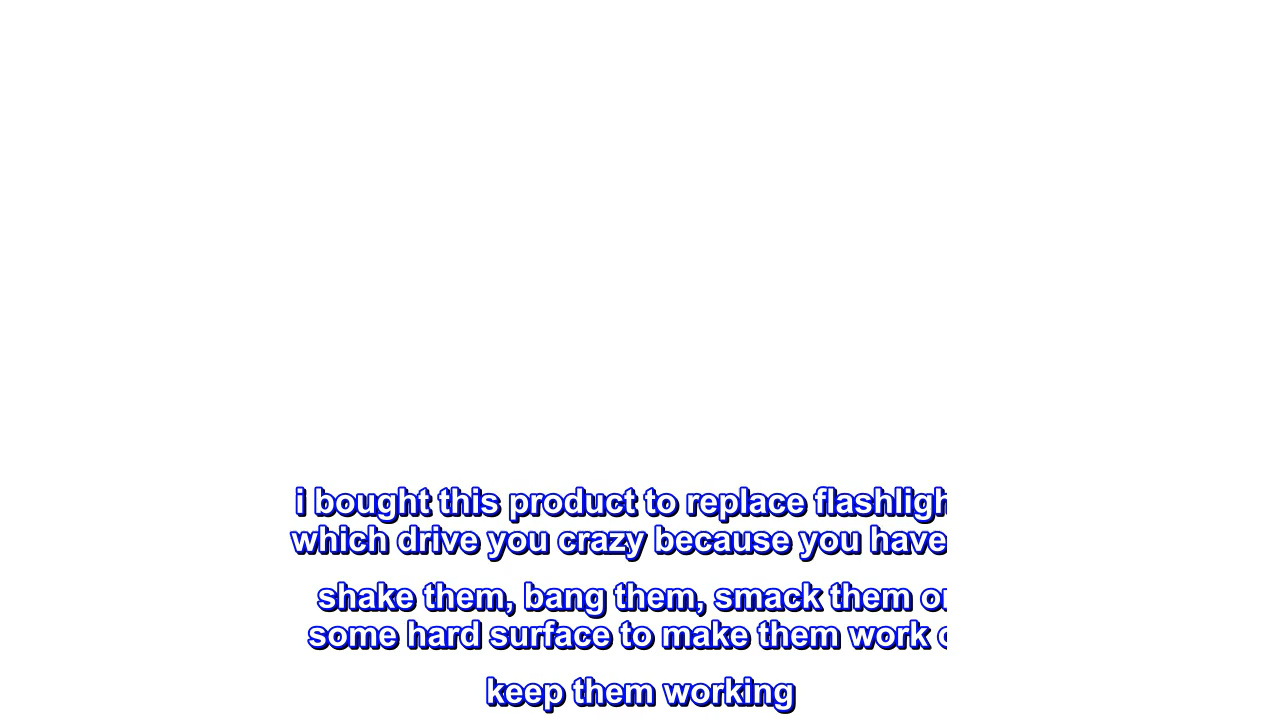 i bought this product to replace
which drive you crazy because you have
shake them, bang them, smack them
some hard surface to make them work
keep them working